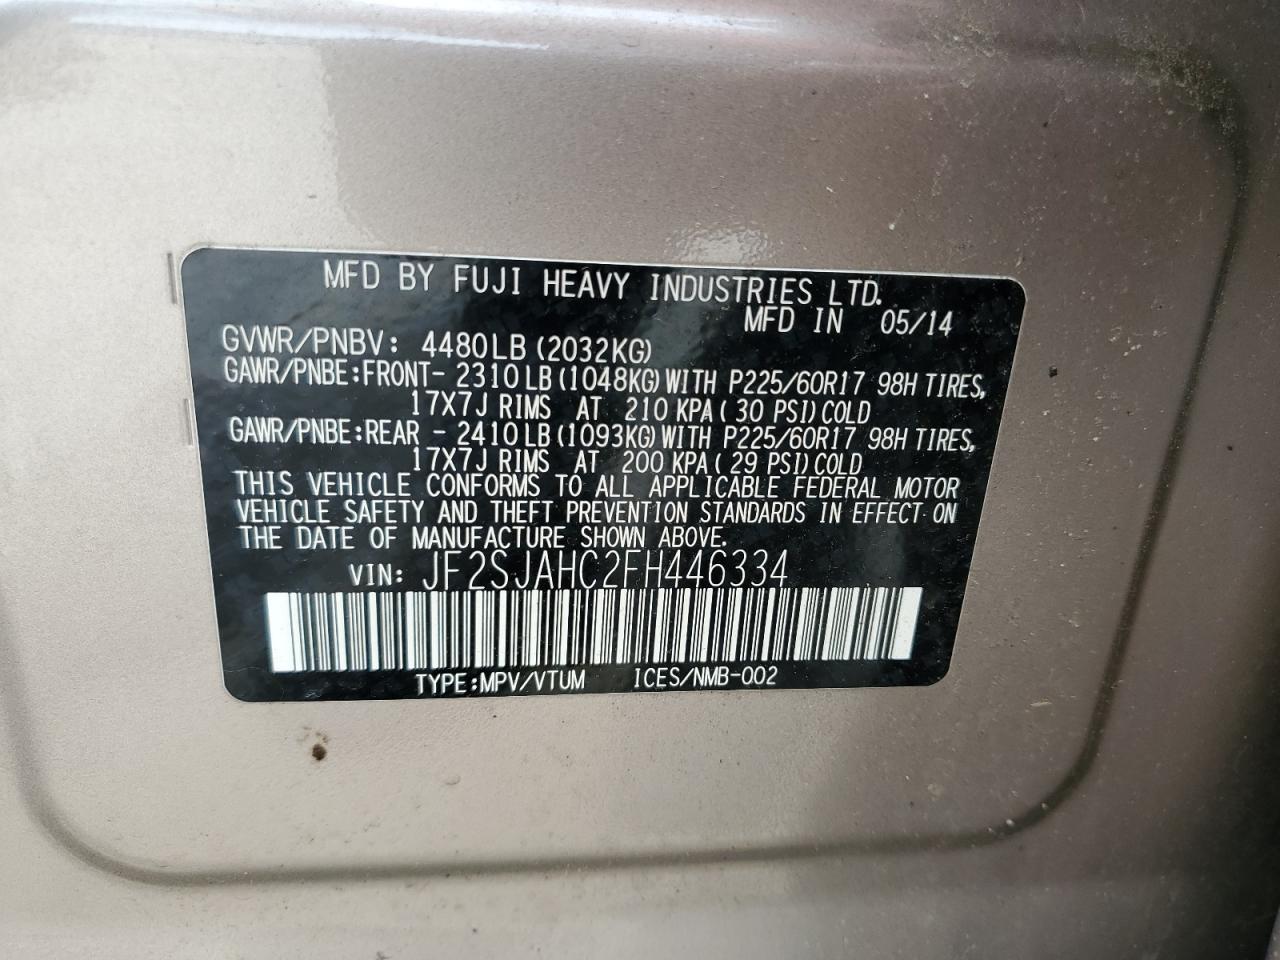 MFD BY FUJI HEAVY INDUSTRIES LTD.
MFD IN 05/14
GVWR/PNBV: 4480LB (2032KG)
GAWR/PNBE:FRONT- 2310LB(1048KG)WITH P225/60R17 98H TIRES,
17X7J RIMS AT 210 KPA( 30 PSI)COLD
GAWR/PNBE:REAR - 2410LB(1093KG)WITH P225/60R17 98H TIRES,
17X7J RIMS AT 200 KPA( 29 PSI)COLD
THIS VEHICLE CONFORMS TO ALL APPLICABLE FEDERAL MOTOR
VEHICLE SAFETY AND THEFT PREVENTION STANDARDS IN EFFECT ON
THE DATE OF MANUFACTURE SHOWN ABOVE.
VIN: JF2SJAHC2FH446334
TYPE:MPV/VTUM ICES/NMB-002